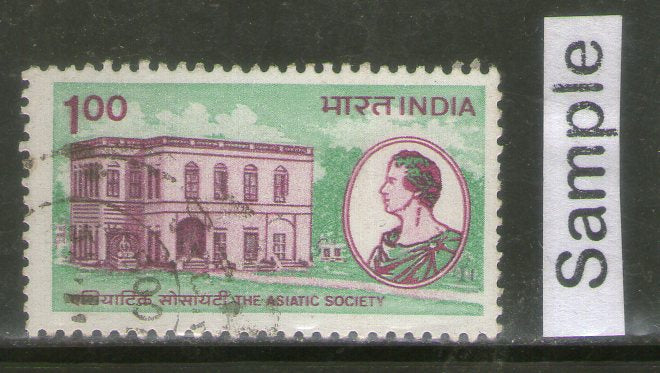 1.00 भारत INDIA
एशियाटिक सोसायटी THE ASIATIC SOCIETY
Sample